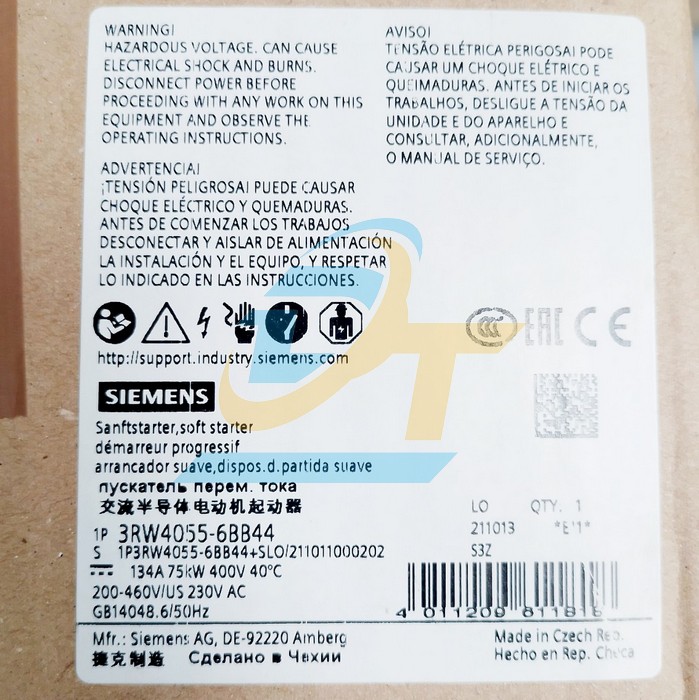 WARNING!
HAZARDOUS VOLTAGE. CAN CAUSE
ELECTRICAL SHOCK AND BURNS.
DISCONNECT POWER BEFORE
PROCEEDING WITH ANY WORK ON THIS
EQUIPMENT AND OBSERVE THE
OPERATING INSTRUCTIONS.
AVISO!
TENSÃO ELÉTRICA PERIGOSA! PODE
CAUSAR UM CHOQUE ELÉTRICO E
QUEIMADURAS. ANTES DE INICIAR OS
TRABALHOS, DESLIGUE A TENSÃO DA
UNIDADE E DO APARELHO E
CONSULTAR, ADICIONALMENTE,
O MANUAL DE SERVIÇO.
ADVERTENCIA!
¡TENSIÓN PELIGROSA! PUEDE CAUSAR
CHOQUE ELÉCTRICO Y QUEMADURAS.
ANTES DE COMENZAR LOS TRABAJOS
DESCONECTAR Y AISLAR DE ALIMENTACIÓN
LA INSTALACIÓN Y EL EQUIPO, Y RESPETAR
LO INDICADO EN LAS INSTRUCCIONES.
CCC EAC CE
http://support.industry.siemens.com
SIEMENS
Sanftstarter,soft starter
démarreur progressif
arrancador suave,dispos.d.partida suave
пускатель перем. тока
交流半导体电动机起动器
1P 3RW4055-6BB44
S 1P3RW4055-6BB44+SLO/211011000202
134A 75kW 400V 40°C
200-460V/US 230V AC
GB14048.6/50Hz
LO QTY. 1
211013 *E'1*
S3Z
4 011209 811818
Mfr.: Siemens AG, DE-92220 Amberg
捷克制造 Сделано в Чехии
Made in Czech Rep.
Hecho en Rep. Checa
DT